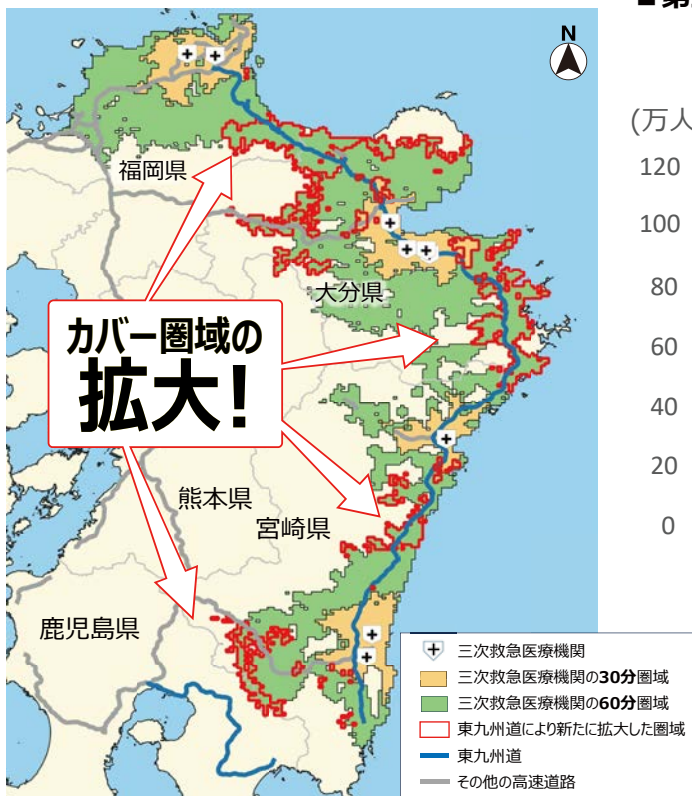 ■第
N
(万人
120
100
80
60
40
20
0
福岡県
大分県
カバー圏域の
拡大!
熊本県
宮崎県
鹿児島県
三次救急医療機関
三次救急医療機関の30分圏域
三次救急医療機関の60分圏域
東九州道により新たに拡大した圏域
東九州道
その他の高速道路